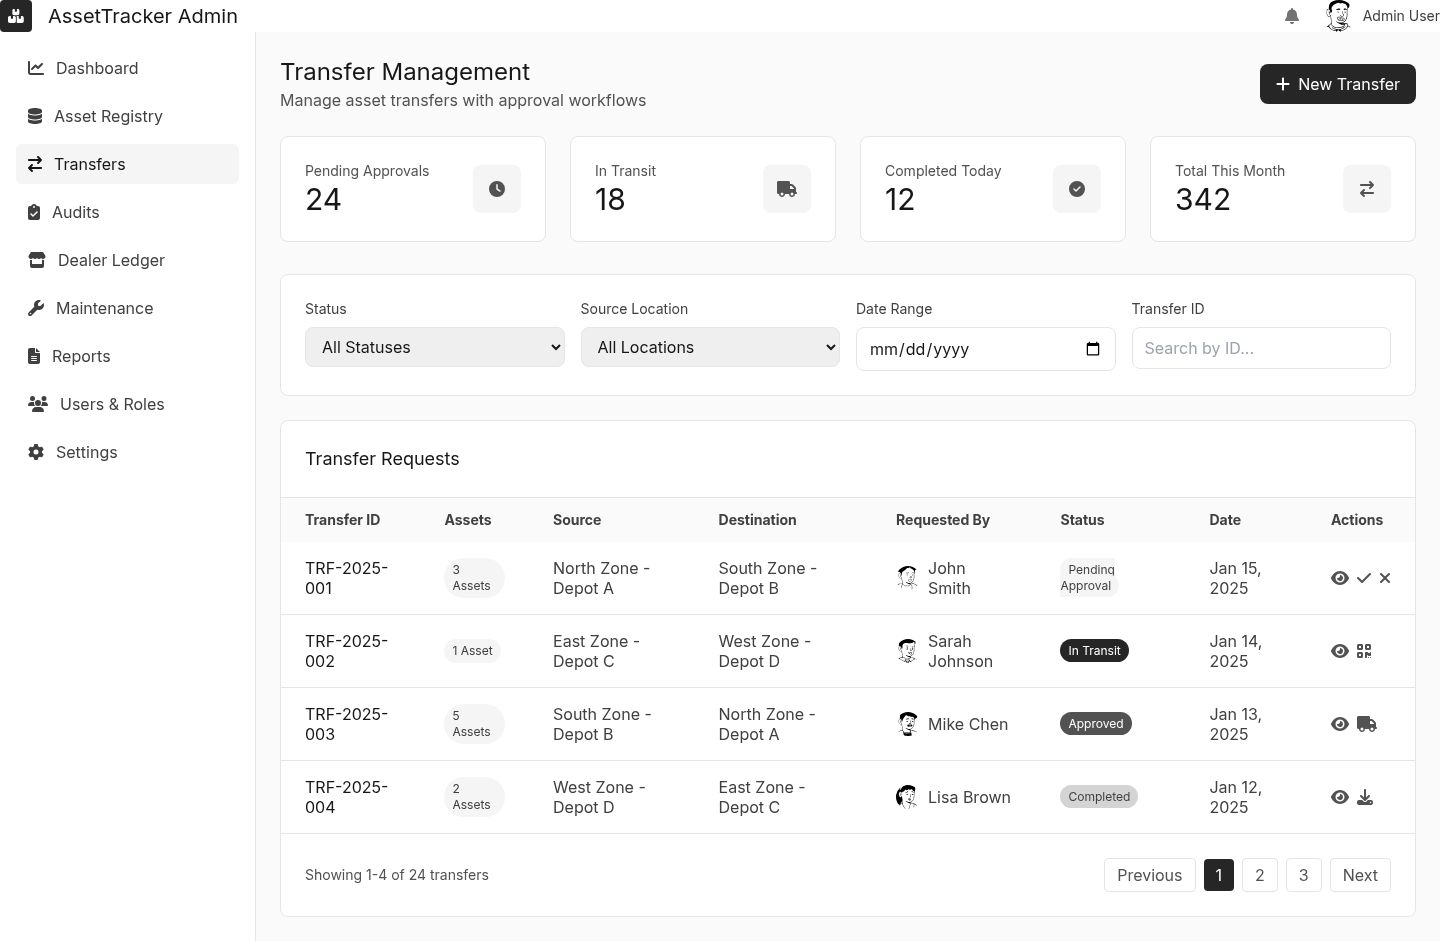 AssetTracker Admin
Admin User
Dashboard
Asset Registry
Transfers
Audits
Dealer Ledger
Maintenance
Reports
Users & Roles
Settings
Transfer Management
Manage asset transfers with approval workflows
New Transfer
Pending Approvals
24
In Transit
18
Completed Today
12
Total This Month
342
Status
All Statuses
Source Location
All Locations
Date Range
mm/dd/yyyy
Transfer ID
Search by ID...
Transfer Requests
Transfer ID Assets Source Destination Requested By Status Date Actions
TRF-2025-
001
3
Assets
North Zone -
Depot A
South Zone -
Depot B
John
Smith
Pending
Approval
Jan 15,
2025
TRF-2025-
002
1 Asset
East Zone -
Depot C
West Zone -
Depot D
Sarah
Johnson
In Transit
Jan 14,
2025
TRF-2025-
003
5
Assets
South Zone -
Depot B
North Zone -
Depot A
Mike Chen
Approved
Jan 13,
2025
TRF-2025-
004
2
Assets
West Zone -
Depot D
East Zone -
Depot C
Lisa Brown
Completed
Jan 12,
2025
Showing 1-4 of 24 transfers
Previous 1 2 3 Next